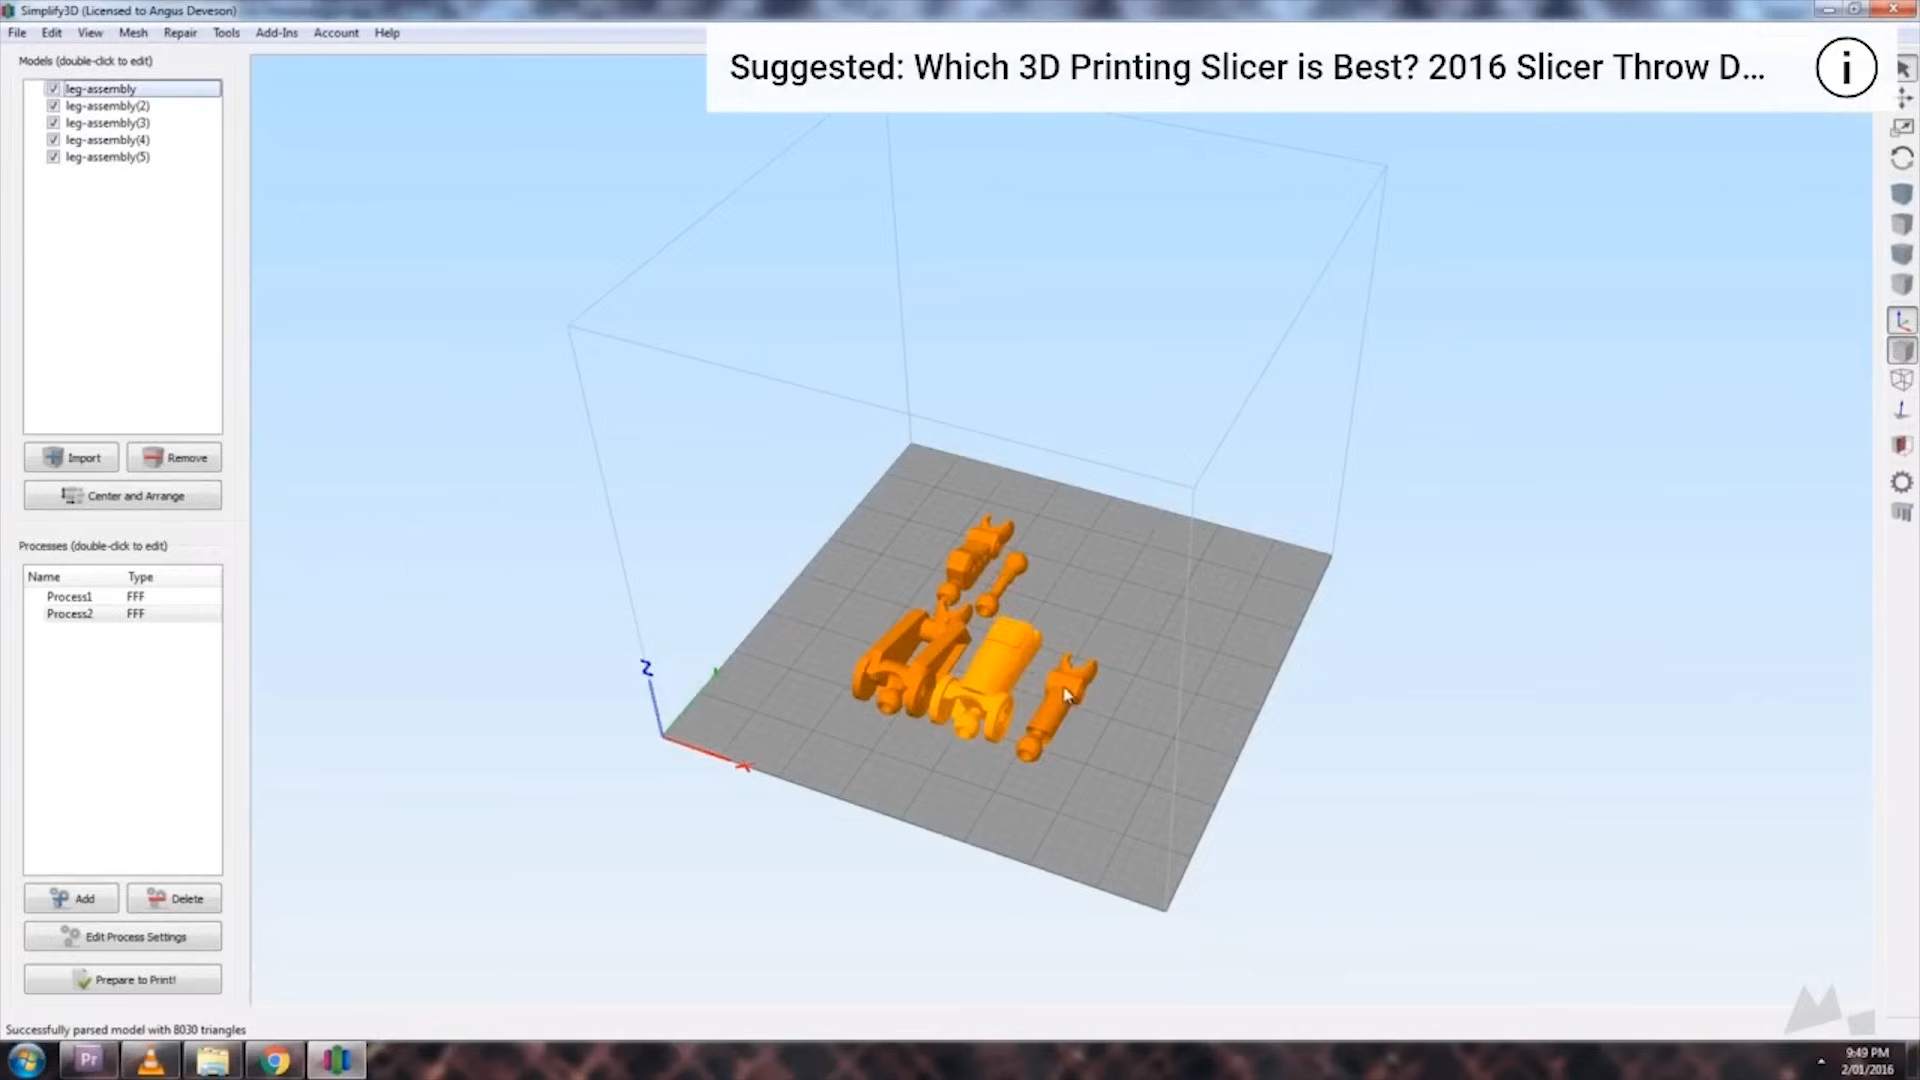 Simplify3D (Licensed to Angus Deveson)
File Edit View Mesh Repair Tools Add-Ins Account Help
Suggested: Which 3D Printing Slicer is Best? 2016 Slicer Throw D...
i
Models (double-click to edit)
leg-assembly
leg-assembly(2)
leg-assembly(3)
leg-assembly(4)
leg-assembly(5)
Import Remove
Center and Arrange
Processes (double-click to edit)
Name Type
Process1 FFF
Process2 FFF
Z
Y
X
Add Delete
Edit Process Settings
Prepare to Print!
Successfully parsed model with 8030 triangles
Pr
9:49 PM
2/01/2016